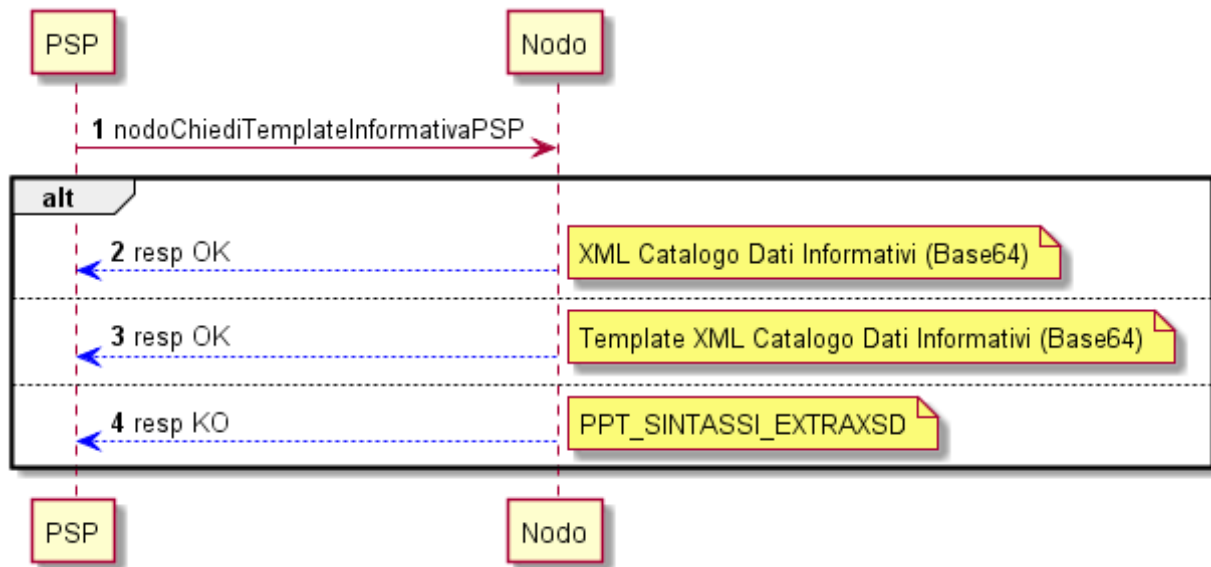 PSP
Nodo
1 nodoChiediTemplateInformativaPSP
alt
2 resp OK
XML Catalogo Dati Informativi (Base64)
3 resp OK
Template XML Catalogo Dati Informativi (Base64)
4 resp KO
PPT_SINTASSI_EXTRAXSD
PSP
Nodo